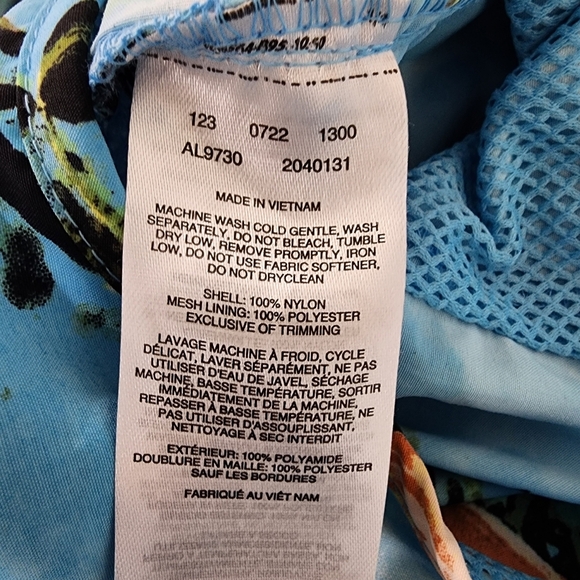 123 0722 1300
AL9730 2040131
MADE IN VIETNAM
MACHINE WASH COLD GENTLE, WASH
SEPARATELY, DO NOT BLEACH, TUMBLE
DRY LOW, REMOVE PROMPTLY, IRON
LOW, DO NOT USE FABRIC SOFTENER,
DO NOT DRYCLEAN
SHELL: 100% NYLON
MESH LINING: 100% POLYESTER
EXCLUSIVE OF TRIMMING
LAVAGE MACHINE À FROID, CYCLE
DÉLICAT, LAVER SÉPARÉMENT, NE PAS
UTILISER D'EAU DE JAVEL, SÉCHAGE
MACHINE, BASSE TEMPÉRATURE, SORTIR
IMMÉDIATEMENT DE LA MACHINE,
REPASSER À BASSE TEMPÉRATURE, NE
PAS UTILISER D'ASSOUPLISSANT,
NETTOYAGE À SEC INTERDIT
EXTÉRIEUR: 100% POLYAMIDE
DOUBLURE EN MAILLE: 100% POLYESTER
SAUF LES BORDURES
FABRIQUÉ AU VIÊT NAM